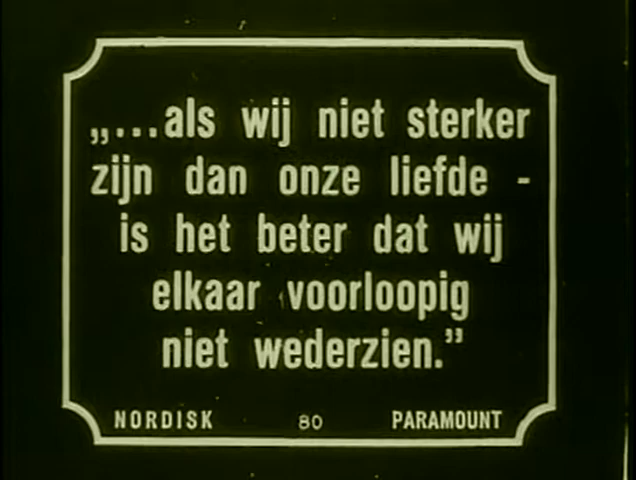 „...als wij niet sterker
zijn dan onze liefde -
is het beter dat wij
elkaar voorloopig
niet wederzien.”
NORDISK 80 PARAMOUNT